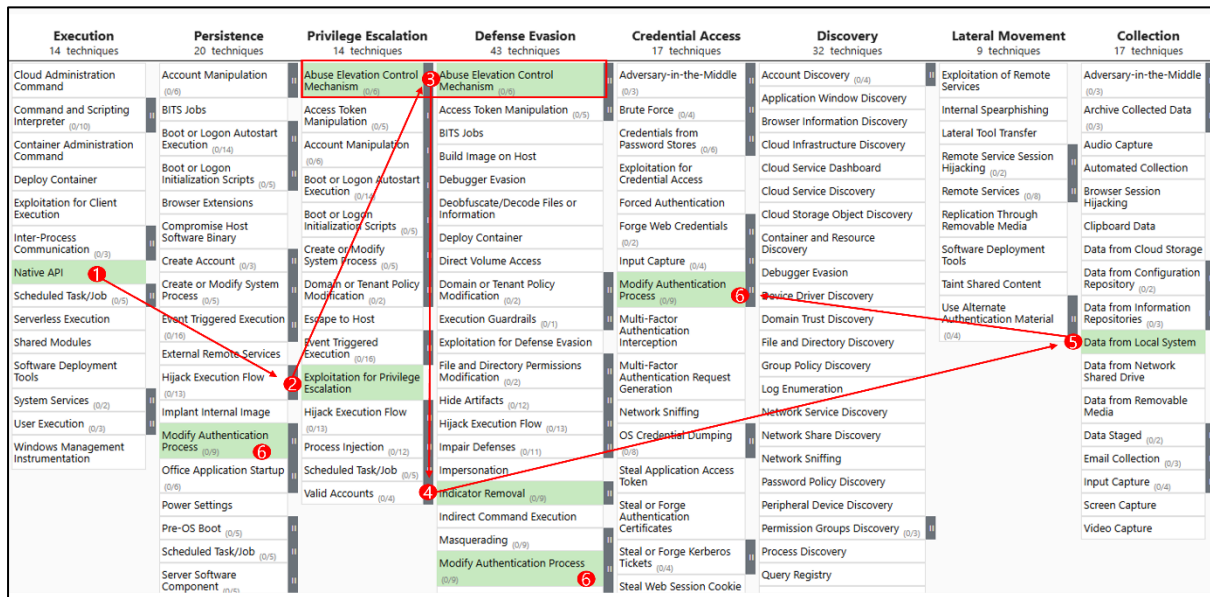 Execution
14 techniques
Cloud Administration
Command
Command and Scripting
Interpreter (0/10)
Container Administration
Command
Deploy Container
Exploitation for Client
Execution
Inter-Process
Communication (0/3)
Native API
1
Scheduled Task/Job (0/5)
Serverless Execution
Shared Modules
Software Deployment
Tools
System Services (0/2)
User Execution (0/3)
Windows Management
Instrumentation
Persistence
20 techniques
Account Manipulation
(0/6)
BITS Jobs
Boot or Logon Autostart
Execution (0/14)
Boot or Logon
Initialization Scripts (0/5)
Browser Extensions
Compromise Host
Software Binary
Create Account (0/3)
Create or Modify System
Process (0/5)
Event Triggered Execution
(0/16)
External Remote Services
Hijack Execution Flow
(0/13)
2
Implant Internal Image
Modify Authentication
Process (0/9)
6
Office Application Startup
(0/6)
Power Settings
Pre-OS Boot (0/5)
Scheduled Task/Job (0/5)
Server Software
Component (0/5)
Privilege Escalation
14 techniques
Abuse Elevation Control
Mechanism (0/6)
3
Access Token
Manipulation (0/5)
Account Manipulation
(0/6)
Boot or Logon Autostart
Execution (0/14)
Boot or Logon
Initialization Scripts (0/5)
Create or Modify
System Process (0/5)
Domain or Tenant Policy
Modification (0/2)
Escape to Host
Event Triggered
Execution (0/16)
Exploitation for Privilege
Escalation
Hijack Execution Flow
(0/13)
Process Injection (0/12)
Scheduled Task/Job (0/5)
Valid Accounts (0/4)
4
Defense Evasion
43 techniques
Abuse Elevation Control
Mechanism (0/6)
Access Token Manipulation (0/5)
BITS Jobs
Build Image on Host
Debugger Evasion
Deobfuscate/Decode Files or
Information
Deploy Container
Direct Volume Access
Domain or Tenant Policy
Modification (0/2)
Execution Guardrails (0/1)
Exploitation for Defense Evasion
File and Directory Permissions
Modification (0/2)
Hide Artifacts (0/12)
Hijack Execution Flow (0/13)
Impair Defenses (0/11)
Impersonation
Indicator Removal (0/9)
Indirect Command Execution
Masquerading (0/9)
Modify Authentication Process
(0/9)
6
Credential Access
17 techniques
Adversary-in-the-Middle
(0/3)
Brute Force (0/4)
Credentials from
Password Stores (0/6)
Exploitation for
Credential Access
Forced Authentication
Forge Web Credentials
(0/2)
Input Capture (0/4)
Modify Authentication
Process (0/9)
6
Multi-Factor
Authentication
Interception
Multi-Factor
Authentication Request
Generation
Network Sniffing
OS Credential Dumping
(0/8)
Steal Application Access
Token
Steal or Forge
Authentication
Certificates
Steal or Forge Kerberos
Tickets (0/4)
Steal Web Session Cookie
Discovery
32 techniques
Account Discovery (0/4)
Application Window Discovery
Browser Information Discovery
Cloud Infrastructure Discovery
Cloud Service Dashboard
Cloud Service Discovery
Cloud Storage Object Discovery
Container and Resource
Discovery
Debugger Evasion
Device Driver Discovery
Domain Trust Discovery
File and Directory Discovery
Group Policy Discovery
Log Enumeration
Network Service Discovery
Network Share Discovery
Network Sniffing
Password Policy Discovery
Peripheral Device Discovery
Permission Groups Discovery (0/3)
Process Discovery
Query Registry
Lateral Movement
9 techniques
Exploitation of Remote
Services
Internal Spearphishing
Lateral Tool Transfer
Remote Service Session
Hijacking (0/2)
Remote Services (0/8)
Replication Through
Removable Media
Software Deployment
Tools
Taint Shared Content
Use Alternate
Authentication Material
(0/4)
Collection
17 techniques
Adversary-in-the-Middle
(0/3)
Archive Collected Data
(0/3)
Audio Capture
Automated Collection
Browser Session
Hijacking
Clipboard Data
Data from Cloud Storage
Data from Configuration
Repository (0/2)
Data from Information
Repositories (0/3)
5
Data from Local System
Data from Network
Shared Drive
Data from Removable
Media
Data Staged (0/2)
Email Collection (0/3)
Input Capture (0/4)
Screen Capture
Video Capture